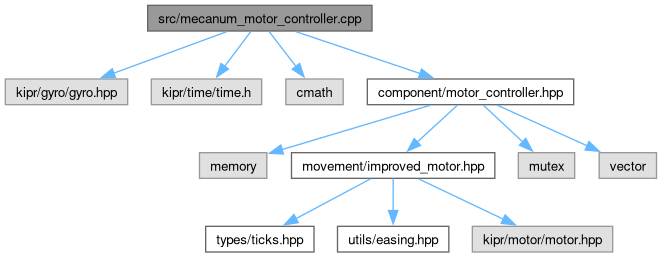 src/mecanum_motor_controller.cpp
kipr/gyro/gyro.hpp
kipr/time/time.h
cmath
component/motor_controller.hpp
memory
movement/improved_motor.hpp
mutex
vector
types/ticks.hpp
utils/easing.hpp
kipr/motor/motor.hpp